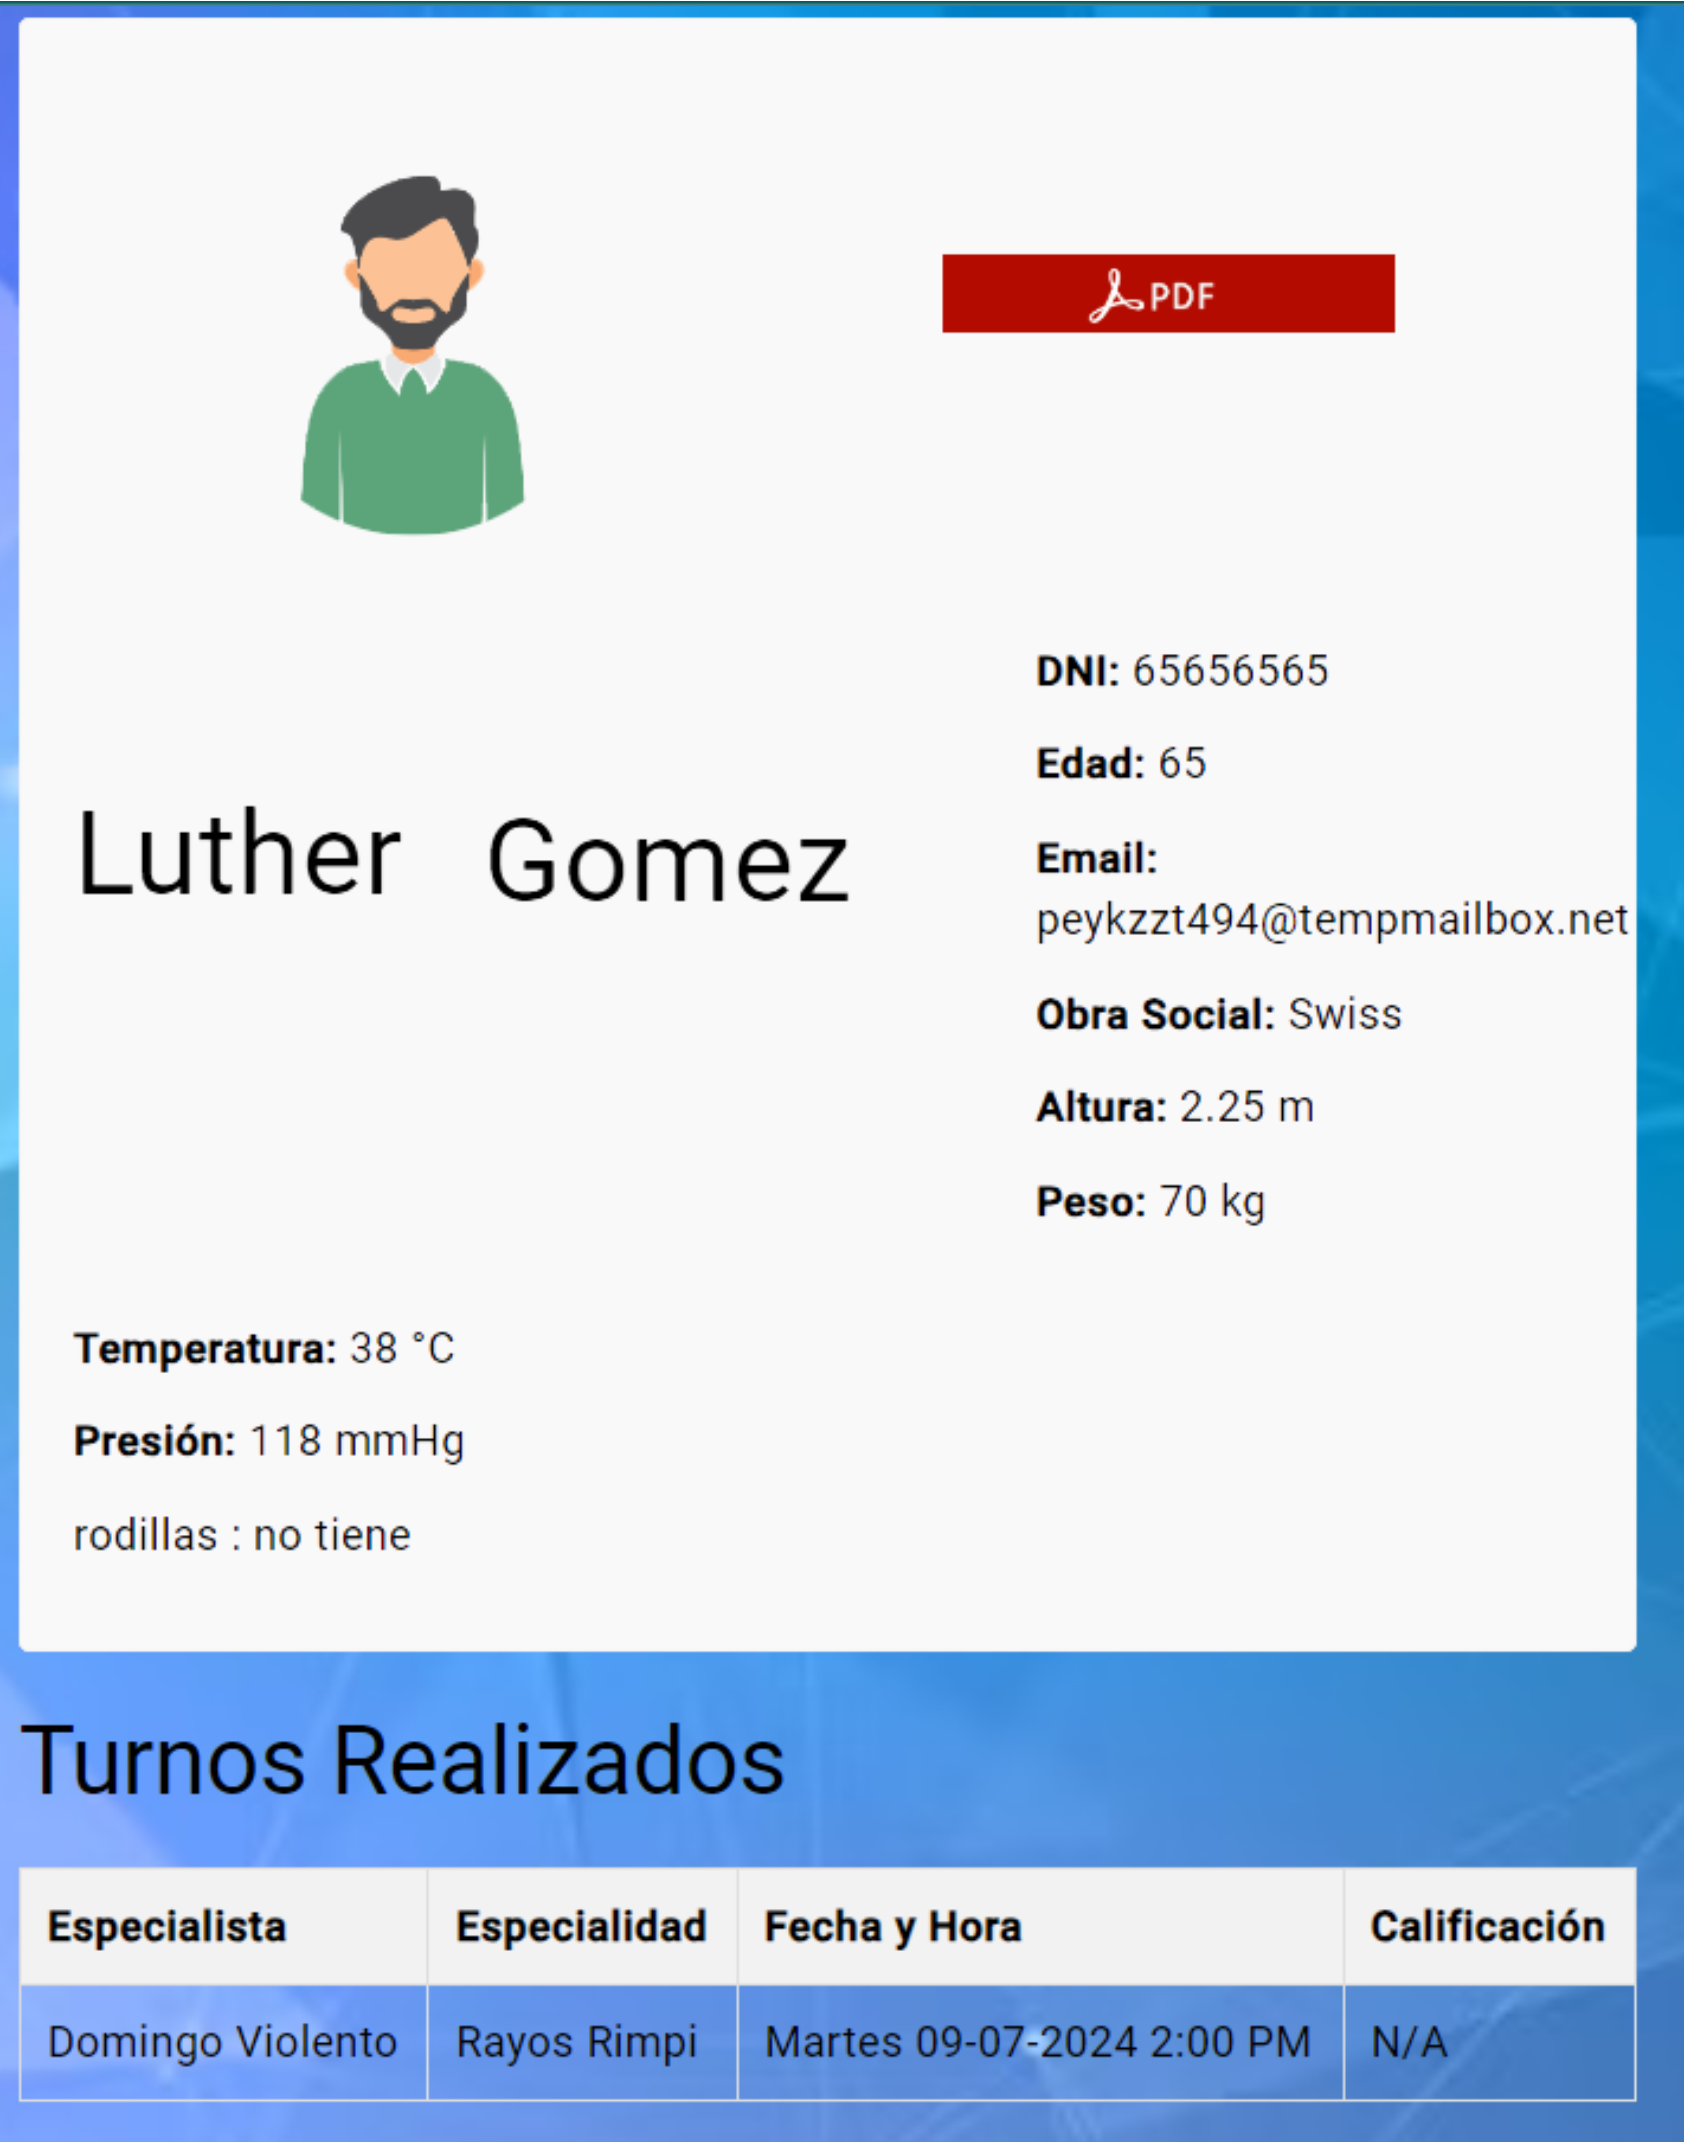 PDF
DNI: 65656565
Edad: 65
Luther Gomez
Email:
peykzzt494@tempmailbox.net
Obra Social: Swiss
Altura: 2.25 m
Peso: 70 kg
Temperatura: 38 °C
Presión: 118 mmHg
rodillas : no tiene
Turnos Realizados
Especialista Especialidad Fecha y Hora Calificación
Domingo Violento Rayos Rimpi Martes 09-07-2024 2:00 PM N/A